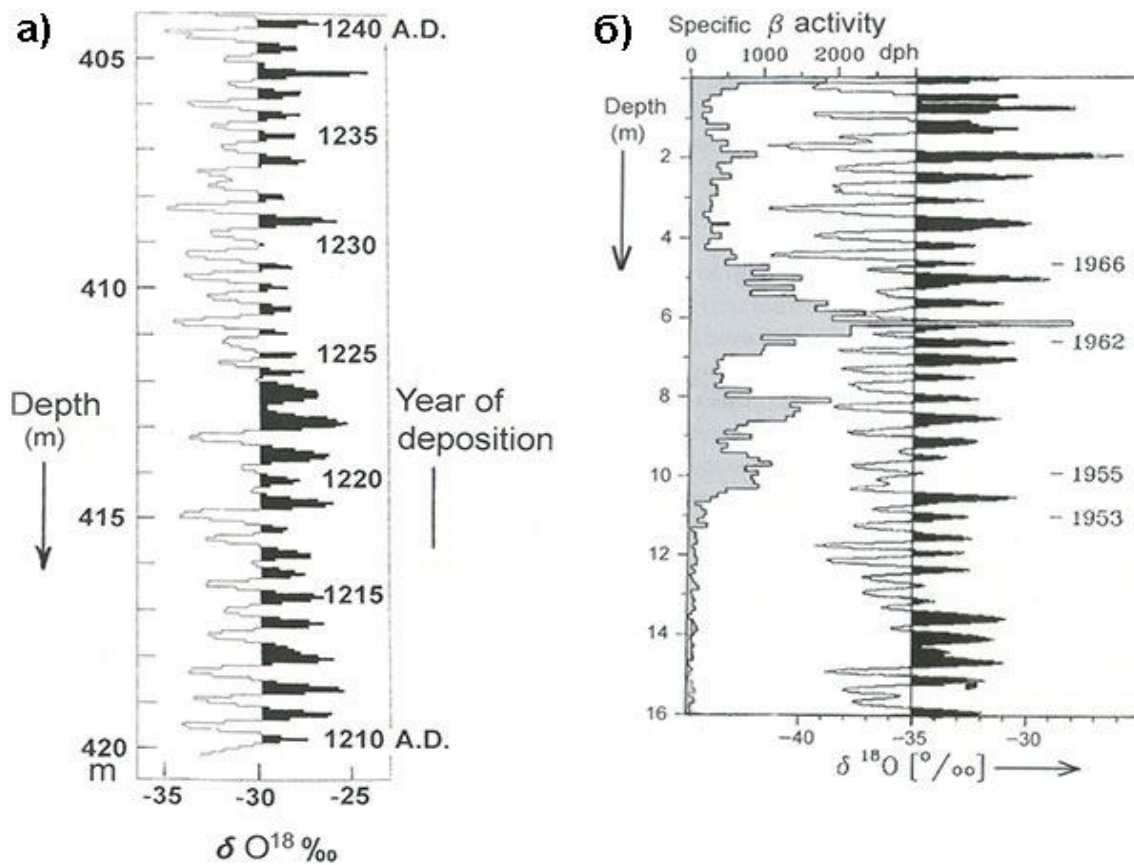 а)
1240 A.D.
405
1235
1230
410
1225
Depth
(m)
Year of
deposition
1220
415
1215
1210 A.D.
420
m
-35
-30
-25
δ O18 ‰
б)
Specific β activity
0
1000
2000
dph
Depth
(m)
2
4
- 1966
6
- 1962
8
10
- 1955
- 1953
12
14
16
-40
-35
-30
δ 18O [°/oo]